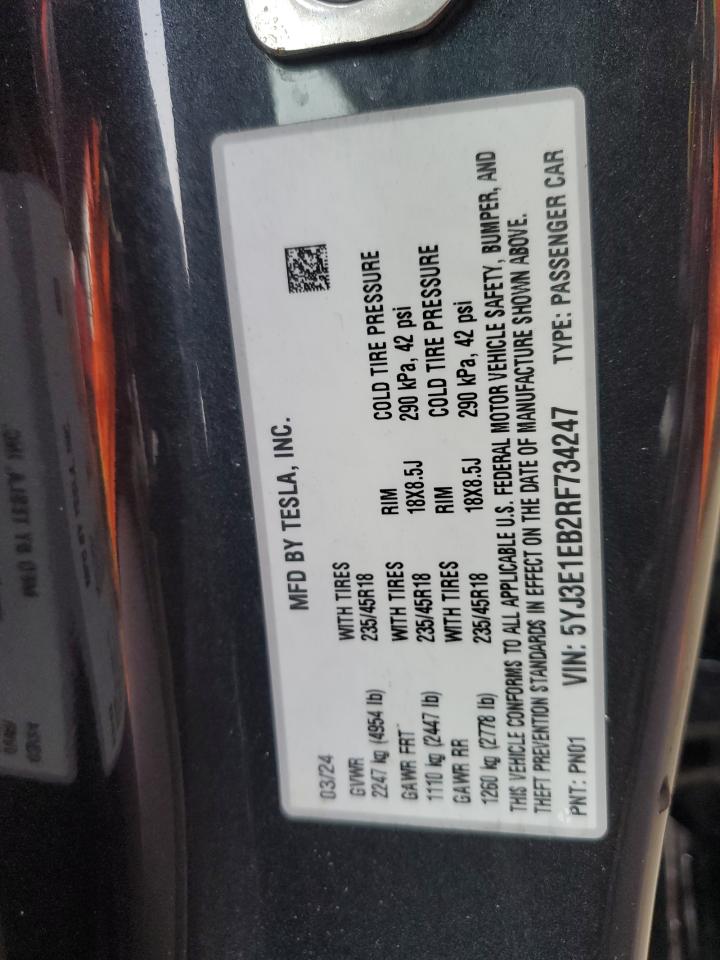 MFD BY TESLA, INC.
03/24
GVWR WITH TIRES RIM COLD TIRE PRESSURE
2247 kg (4954 lb) 235/45R18 18X8.5J 290 kPa, 42 psi
GAWR FRT WITH TIRES RIM COLD TIRE PRESSURE
1110 kg (2447 lb) 235/45R18 18X8.5J 290 kPa, 42 psi
GAWR RR WITH TIRES
1260 kg (2778 lb) 235/45R18
THIS VEHICLE CONFORMS TO ALL APPLICABLE U.S. FEDERAL MOTOR VEHICLE SAFETY, BUMPER, AND
THEFT PREVENTION STANDARDS IN EFFECT ON THE DATE OF MANUFACTURE SHOWN ABOVE.
PNT: PN01 VIN: 5YJ3E1EB2RF734247 TYPE: PASSENGER CAR